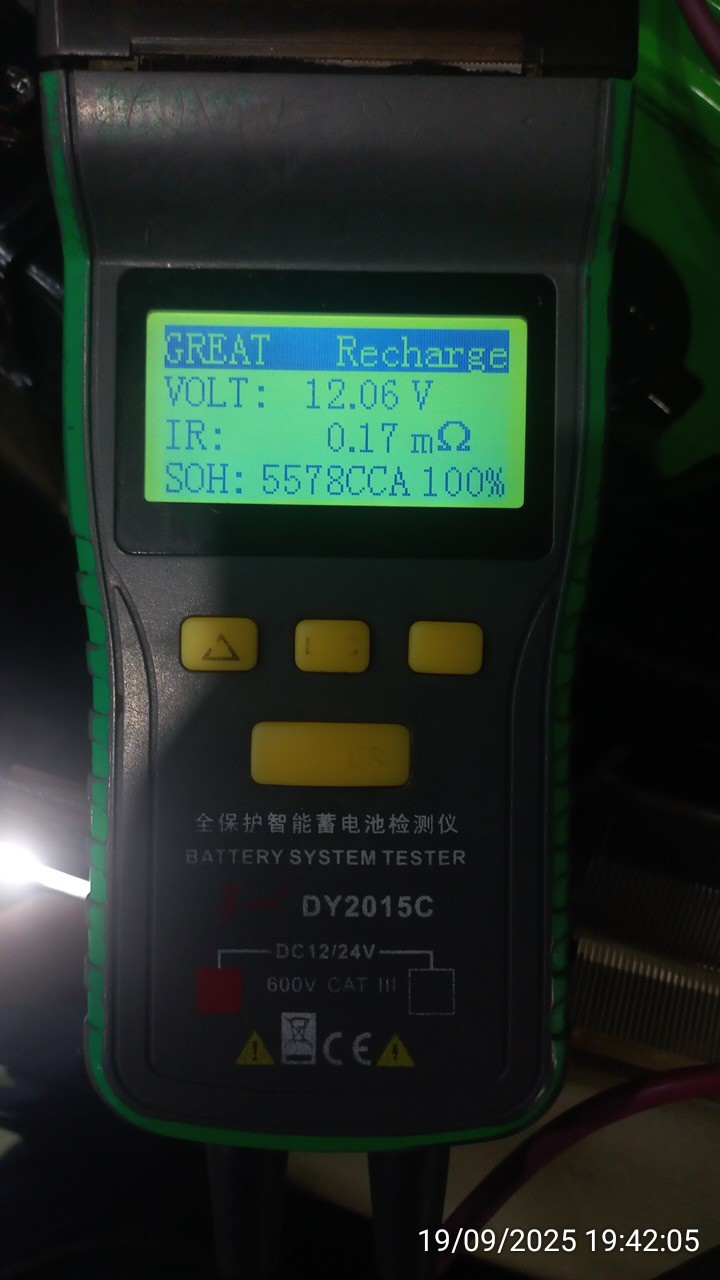 GREAT Recharge
VOLT: 12.06 V
IR: 0.17 mΩ
SOH: 5578CCA 100%
全保护智能蓄电池检测仪
BATTERY SYSTEM TESTER
DY2015C
DC12/24V
600V CAT III
CE
19/09/2025 19:42:05